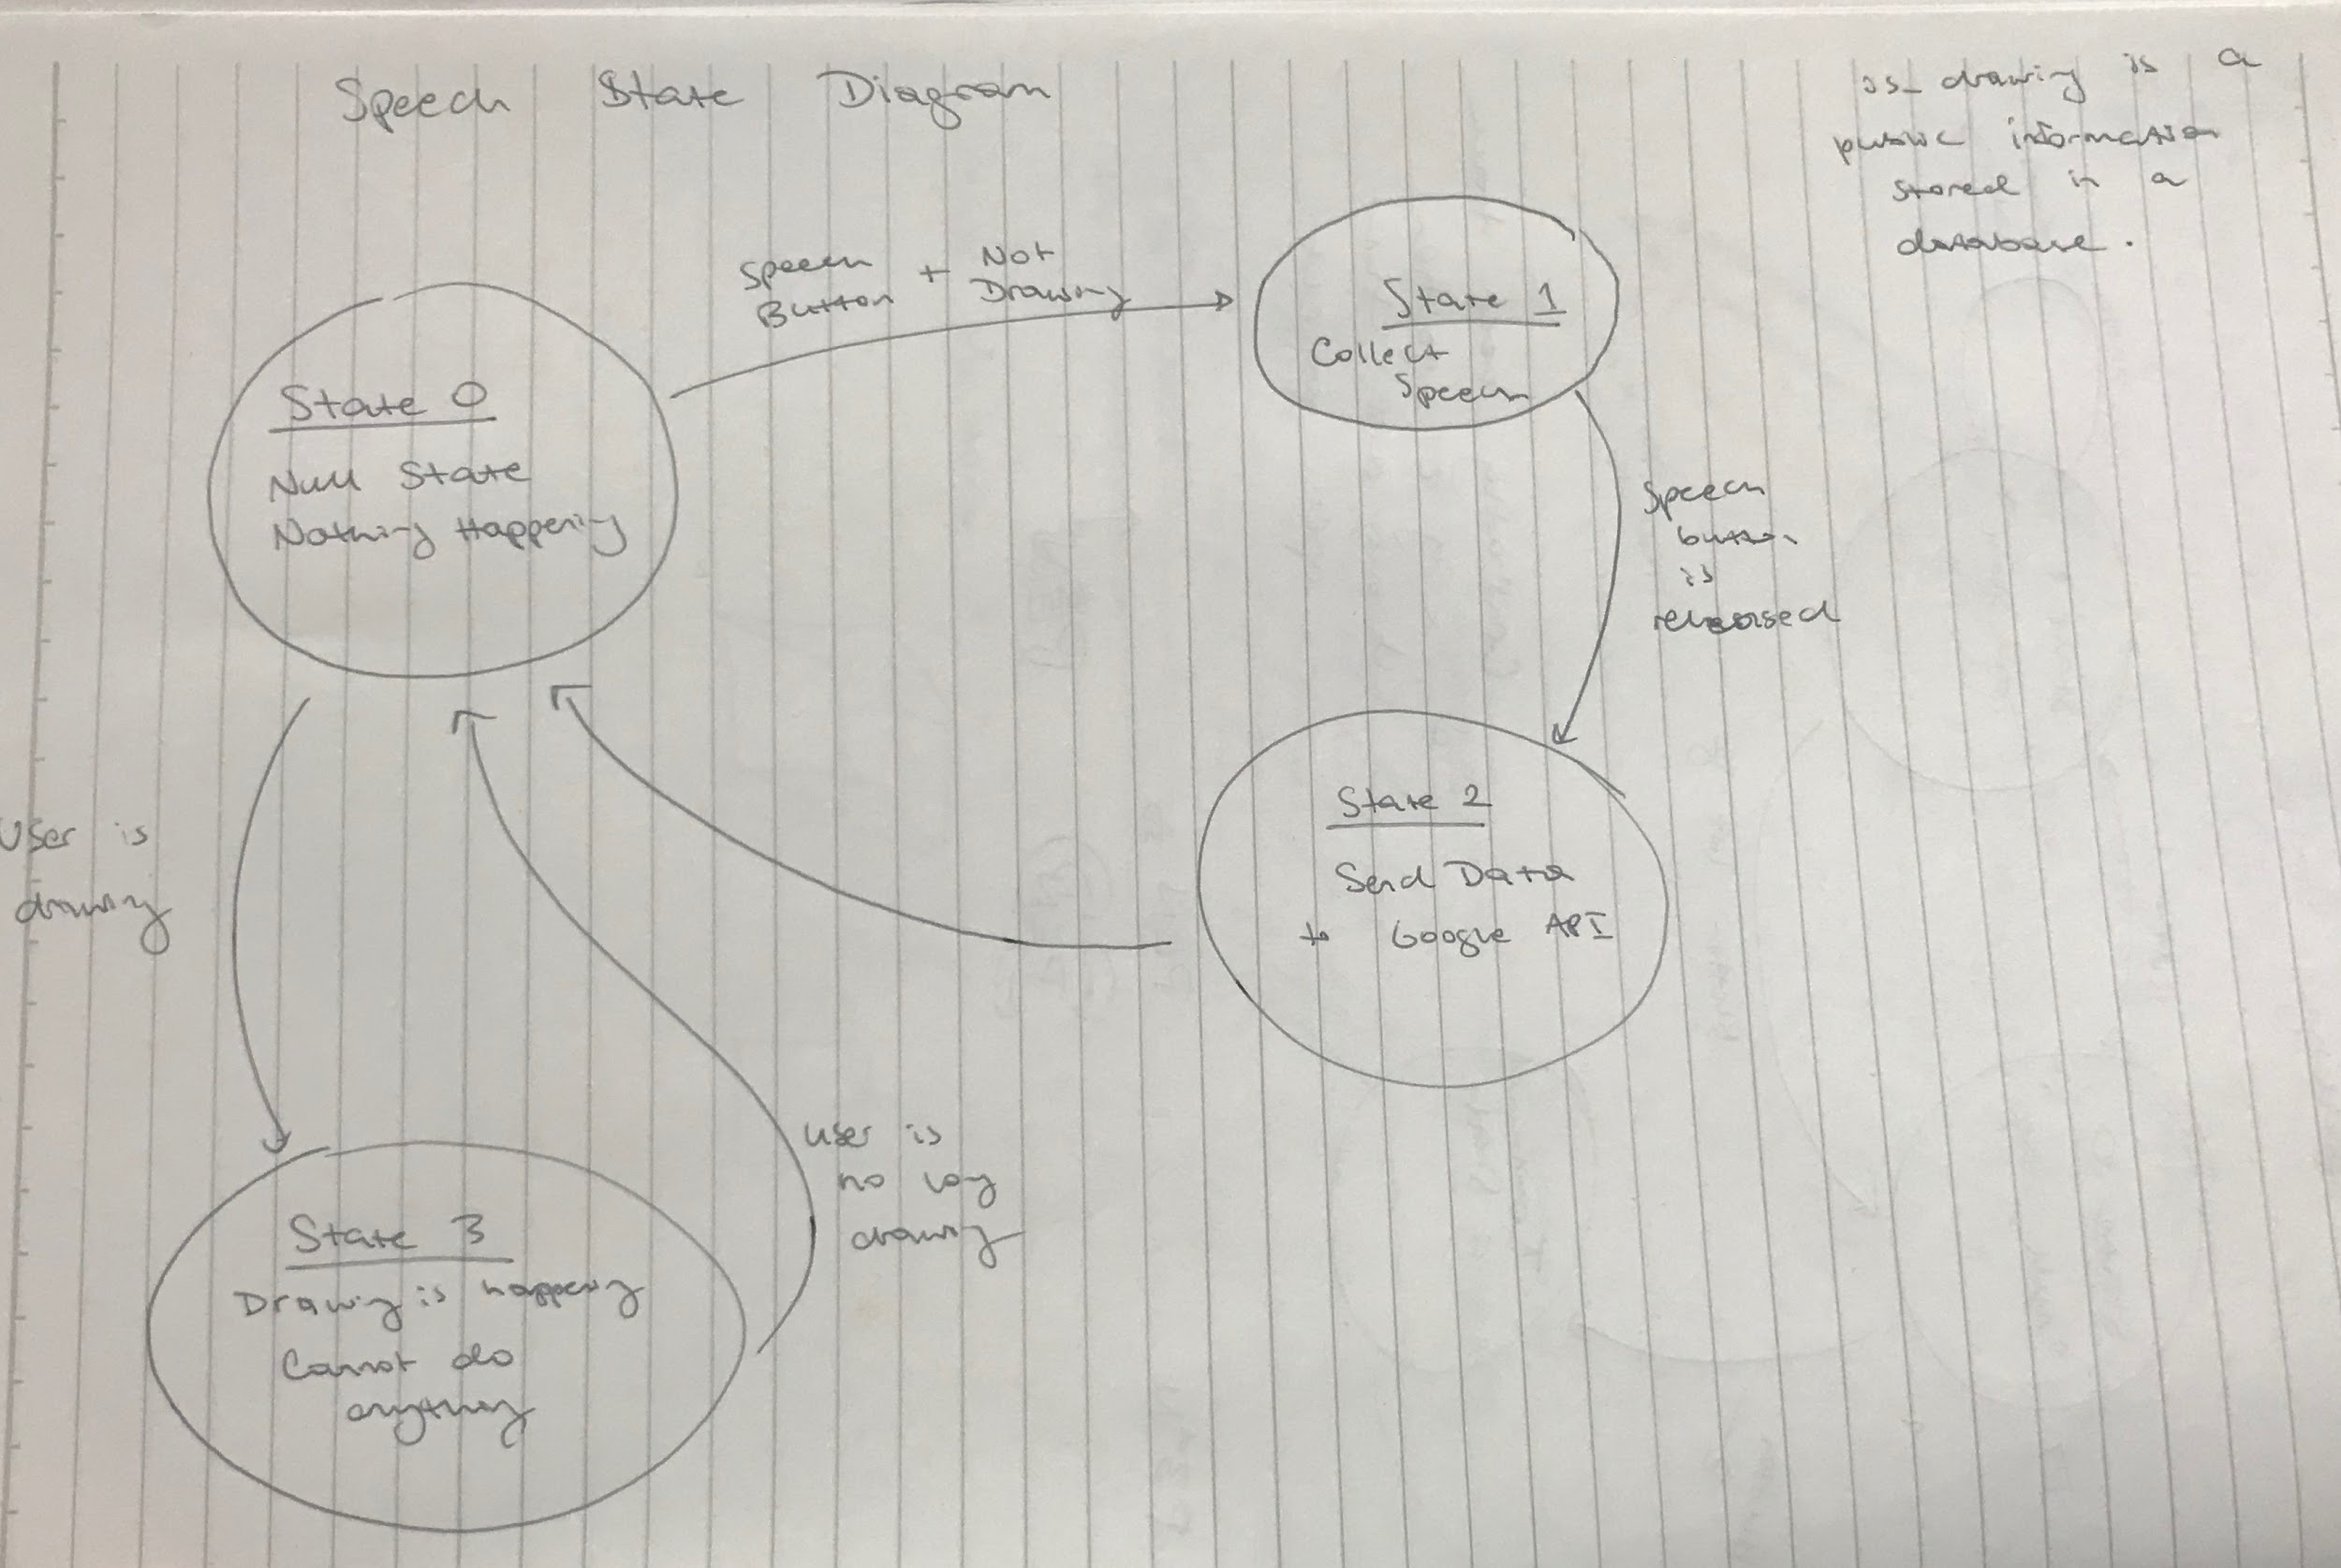 Speech State Diagram
is_drawing is a
public information
stored in a
database.
Speech
Button + Not
Drawing
State 1
Collect
Speech
State 0
Null State
Nothing Happening
Speech
button
is
released
State 2
Send Data
to Google API
User is
drawing
User is
no long
drawing
State 3
Drawing is happening
Cannot do
anything